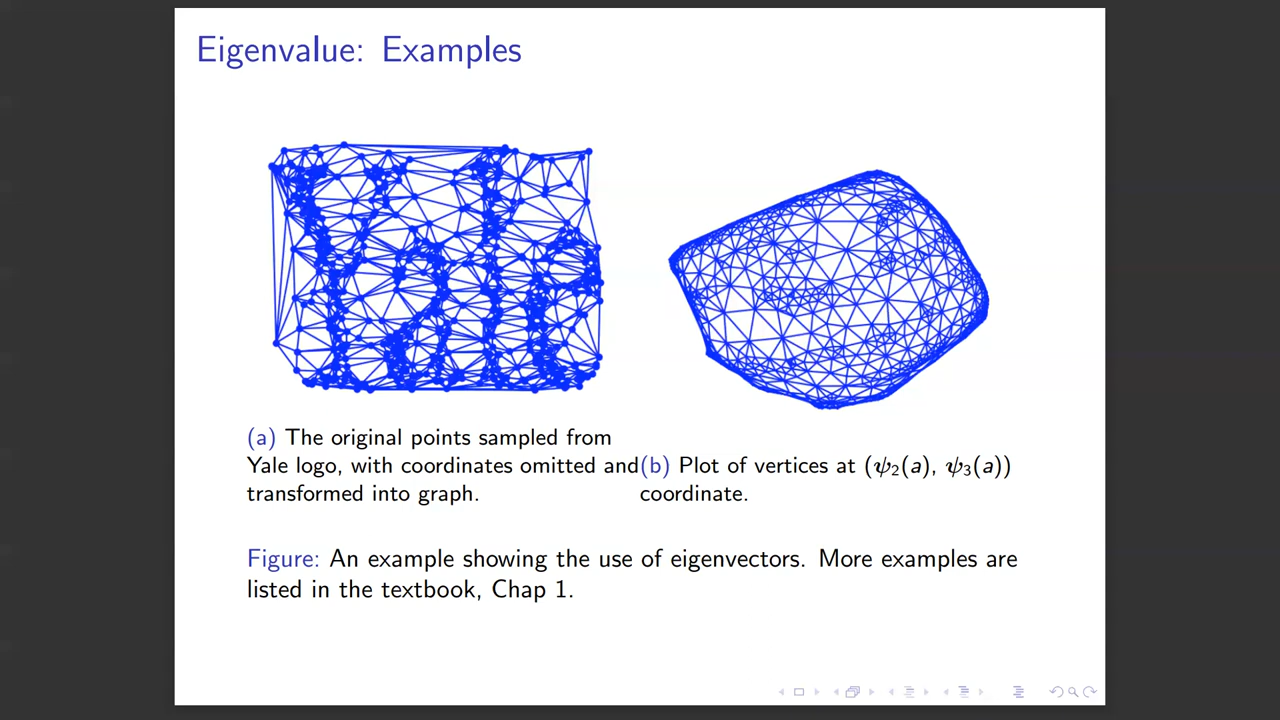 Eigenvalue: Examples
(a) The original points sampled from
Yale logo, with coordinates omitted and
transformed into graph.
(b) Plot of vertices at (ψ₂(a), ψ₃(a))
coordinate.
Figure: An example showing the use of eigenvectors. More examples are
listed in the textbook, Chap 1.